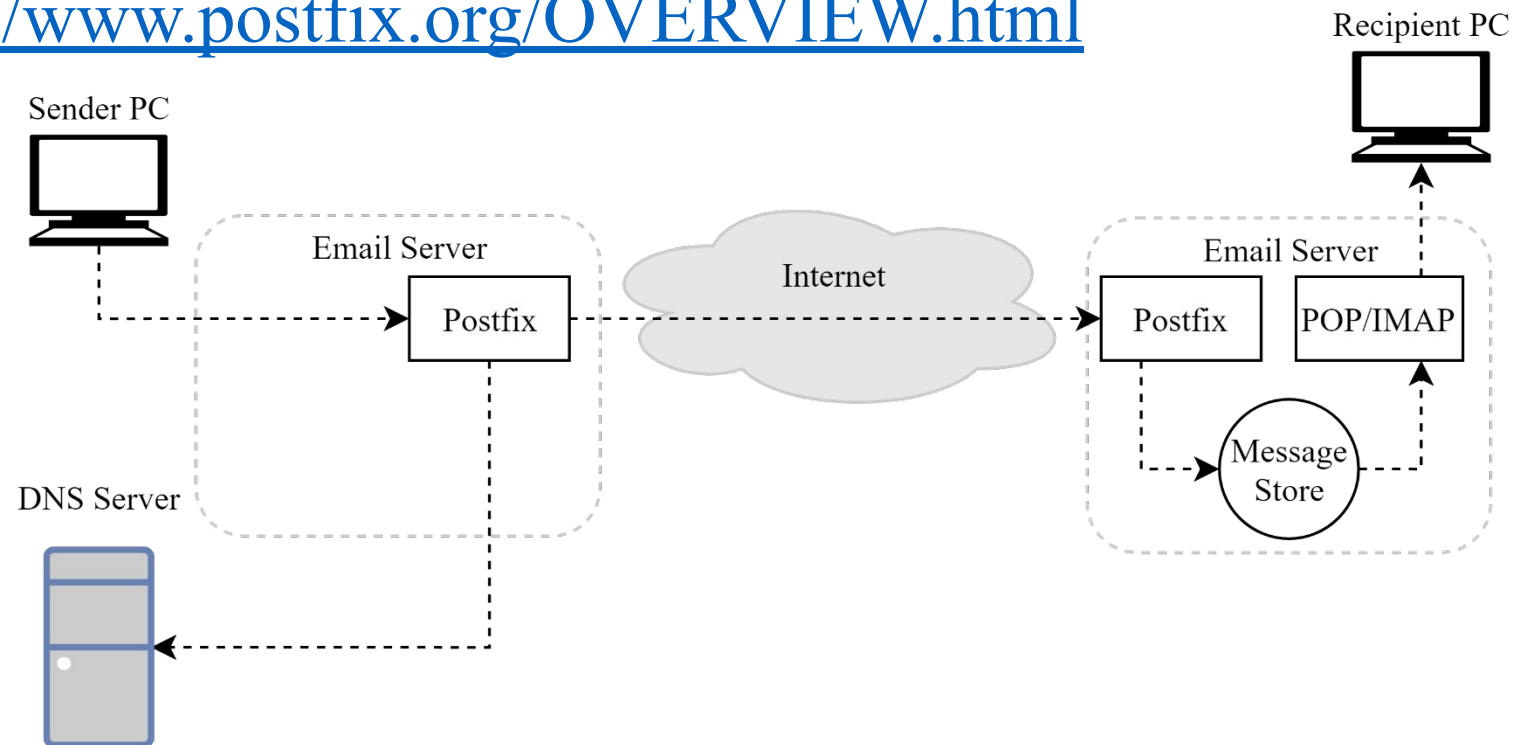 /www.postfix.org/OVERVIEW.html
Recipient PC
Sender PC
Email Server
Postfix
Internet
Email Server
Postfix
POP/IMAP
Message
Store
DNS Server